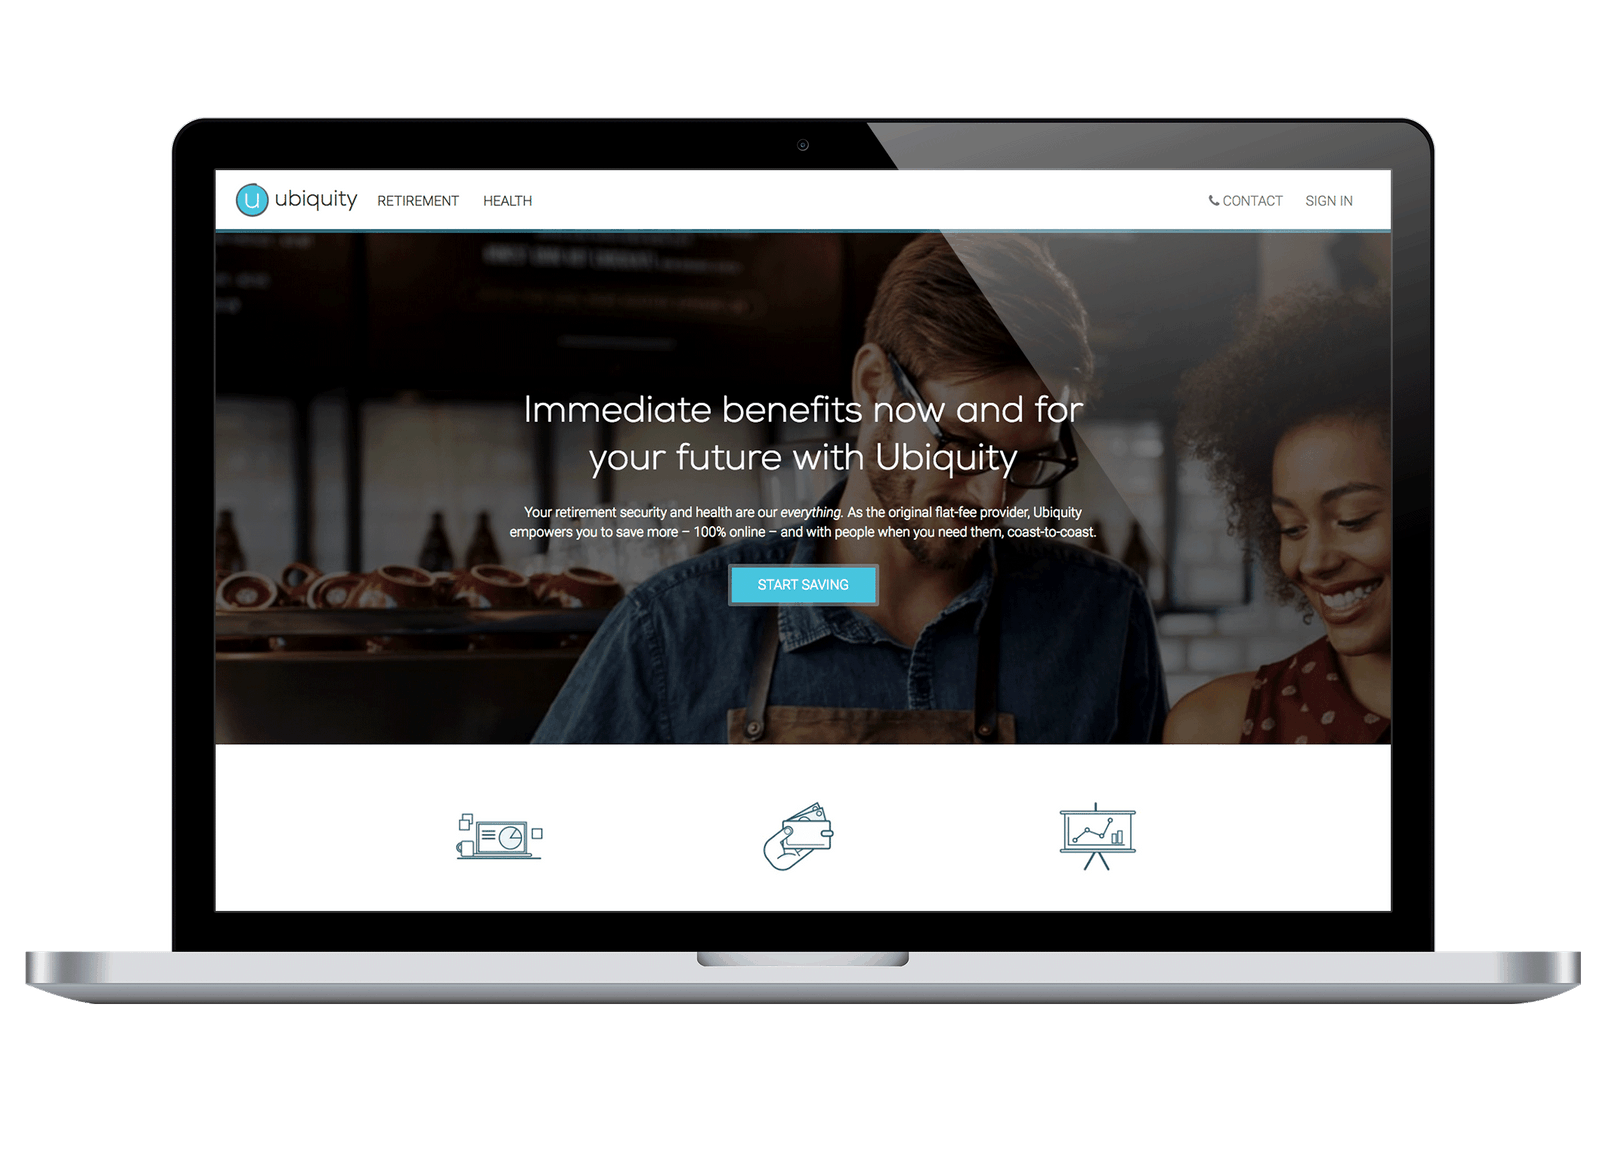 u ubiquity RETIREMENT HEALTH CONTACT SIGN IN
Immediate benefits now and for
your future with Ubiquity
Your retirement security and health are our everything. As the original flat-fee provider, Ubiquity
empowers you to save more – 100% online – and with people when you need them, coast-to-coast.
START SAVING